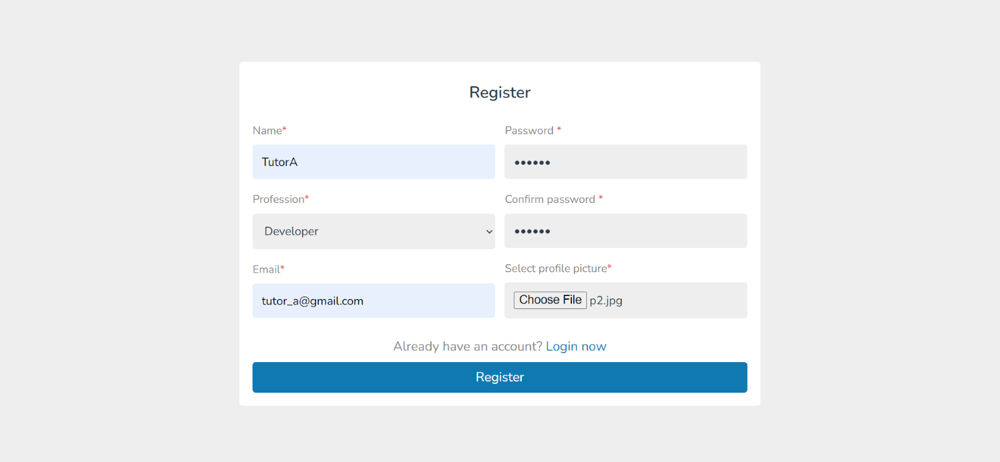 Register
Name*
TutorA
Profession*
Developer
Email*
tutor_a@gmail.com
Password *
••••••
Confirm password *
••••••
Select profile picture*
Choose File p2.jpg
Already have an account? Login now
Register